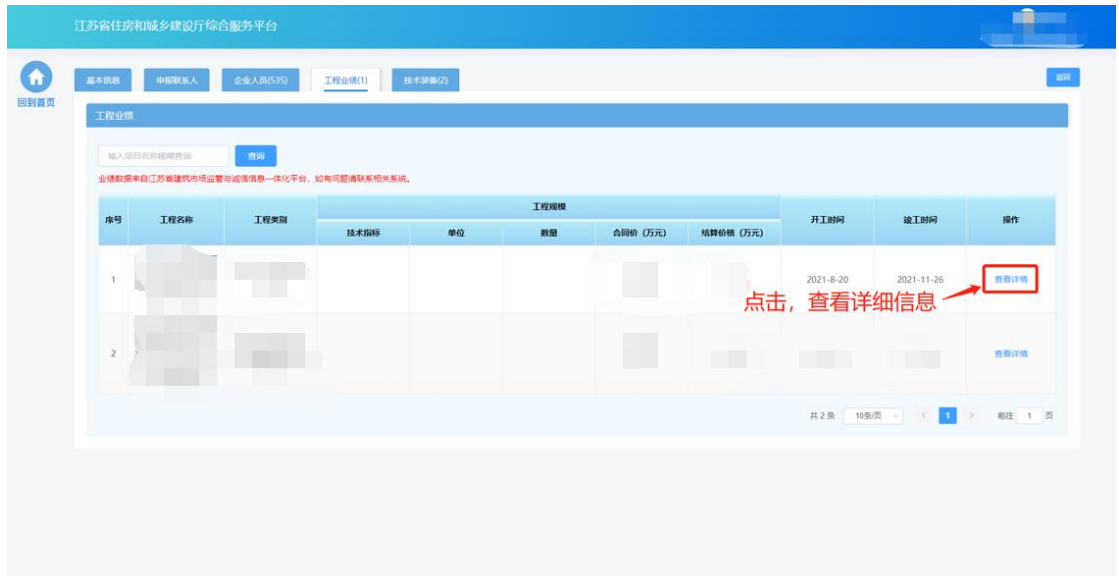 江苏省住房和城乡建设厅综合服务平台
回到首页
基本信息 申报联系人 企业人员(535) 工程业绩(1) 技术装备(2) 返回
工程业绩
输入项目名称模糊查询 查询
业绩数据来自江苏省建筑市场监管与诚信信息一体化平台，如有问题请联系相关系统。
序号 工程名称 工程类别 工程规模 开工时间 竣工时间 操作
技术指标 单位 数量 合同价（万元） 结算价格（万元）
1 2021-8-20 2021-11-26 查看详情
点击，查看详细信息
2 查看详情
共 2 条 10条/页 < 1 > 前往 1 页